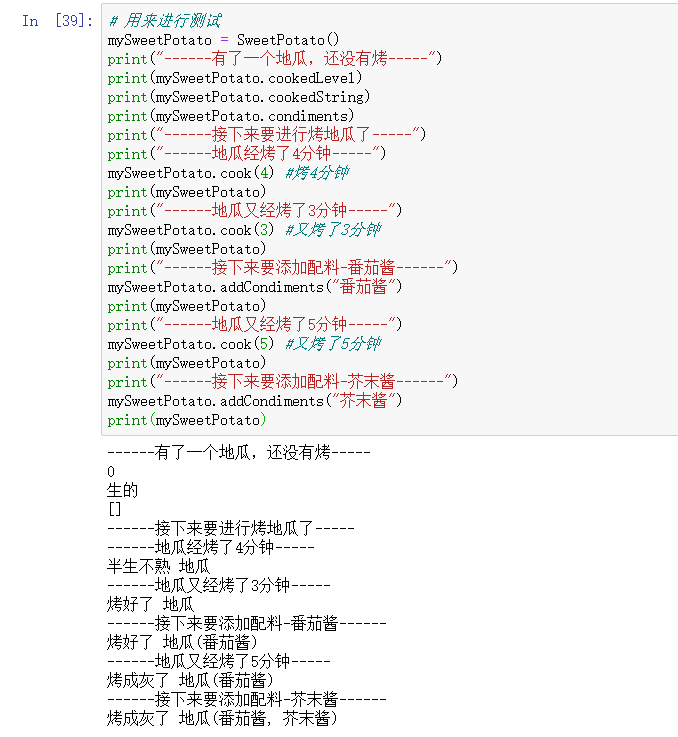 In [39]:
# 用来进行测试
mySweetPotato = SweetPotato()
print("------有了一个地瓜，还没有烤-----")
print(mySweetPotato.cookedLevel)
print(mySweetPotato.cookedString)
print(mySweetPotato.condiments)
print("------接下来要进行烤地瓜了-----")
print("------地瓜经烤了4分钟-----")
mySweetPotato.cook(4) #烤4分钟
print(mySweetPotato)
print("------地瓜又经烤了3分钟-----")
mySweetPotato.cook(3) #又烤了3分钟
print(mySweetPotato)
print("------接下来要添加配料-番茄酱------")
mySweetPotato.addCondiments("番茄酱")
print(mySweetPotato)
print("------地瓜又经烤了5分钟-----")
mySweetPotato.cook(5) #又烤了5分钟
print(mySweetPotato)
print("------接下来要添加配料-芥末酱------")
mySweetPotato.addCondiments("芥末酱")
print(mySweetPotato)
------有了一个地瓜，还没有烤-----
0
生的
[]
------接下来要进行烤地瓜了-----
------地瓜经烤了4分钟-----
半生不熟 地瓜
------地瓜又经烤了3分钟-----
烤好了 地瓜
------接下来要添加配料-番茄酱------
烤好了 地瓜(番茄酱)
------地瓜又经烤了5分钟-----
烤成灰了 地瓜(番茄酱)
------接下来要添加配料-芥末酱------
烤成灰了 地瓜(番茄酱, 芥末酱)